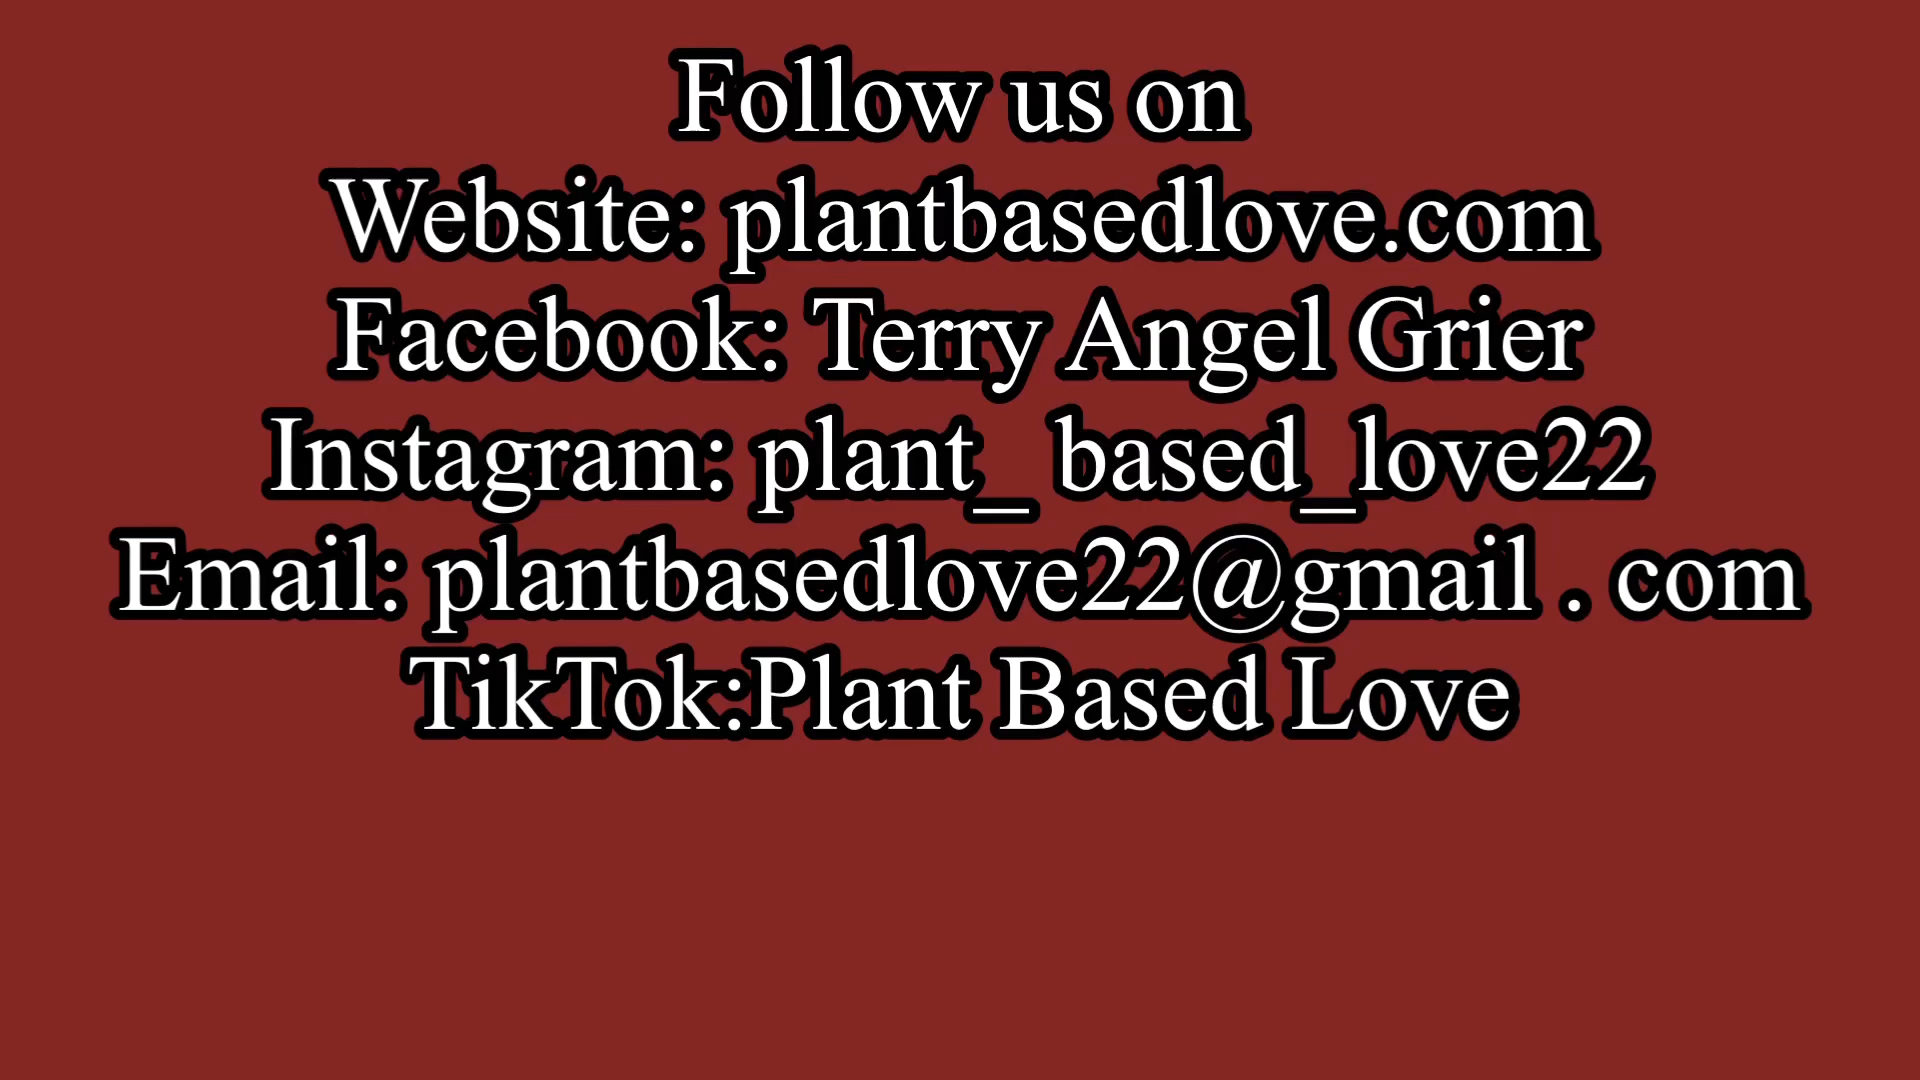 Follow us on
Website: plantbasedlove.com
Facebook: Terry Angel Grier
Instagram: plant_ based_love22
Email: plantbasedlove22@gmail . com
TikTok:Plant Based Love